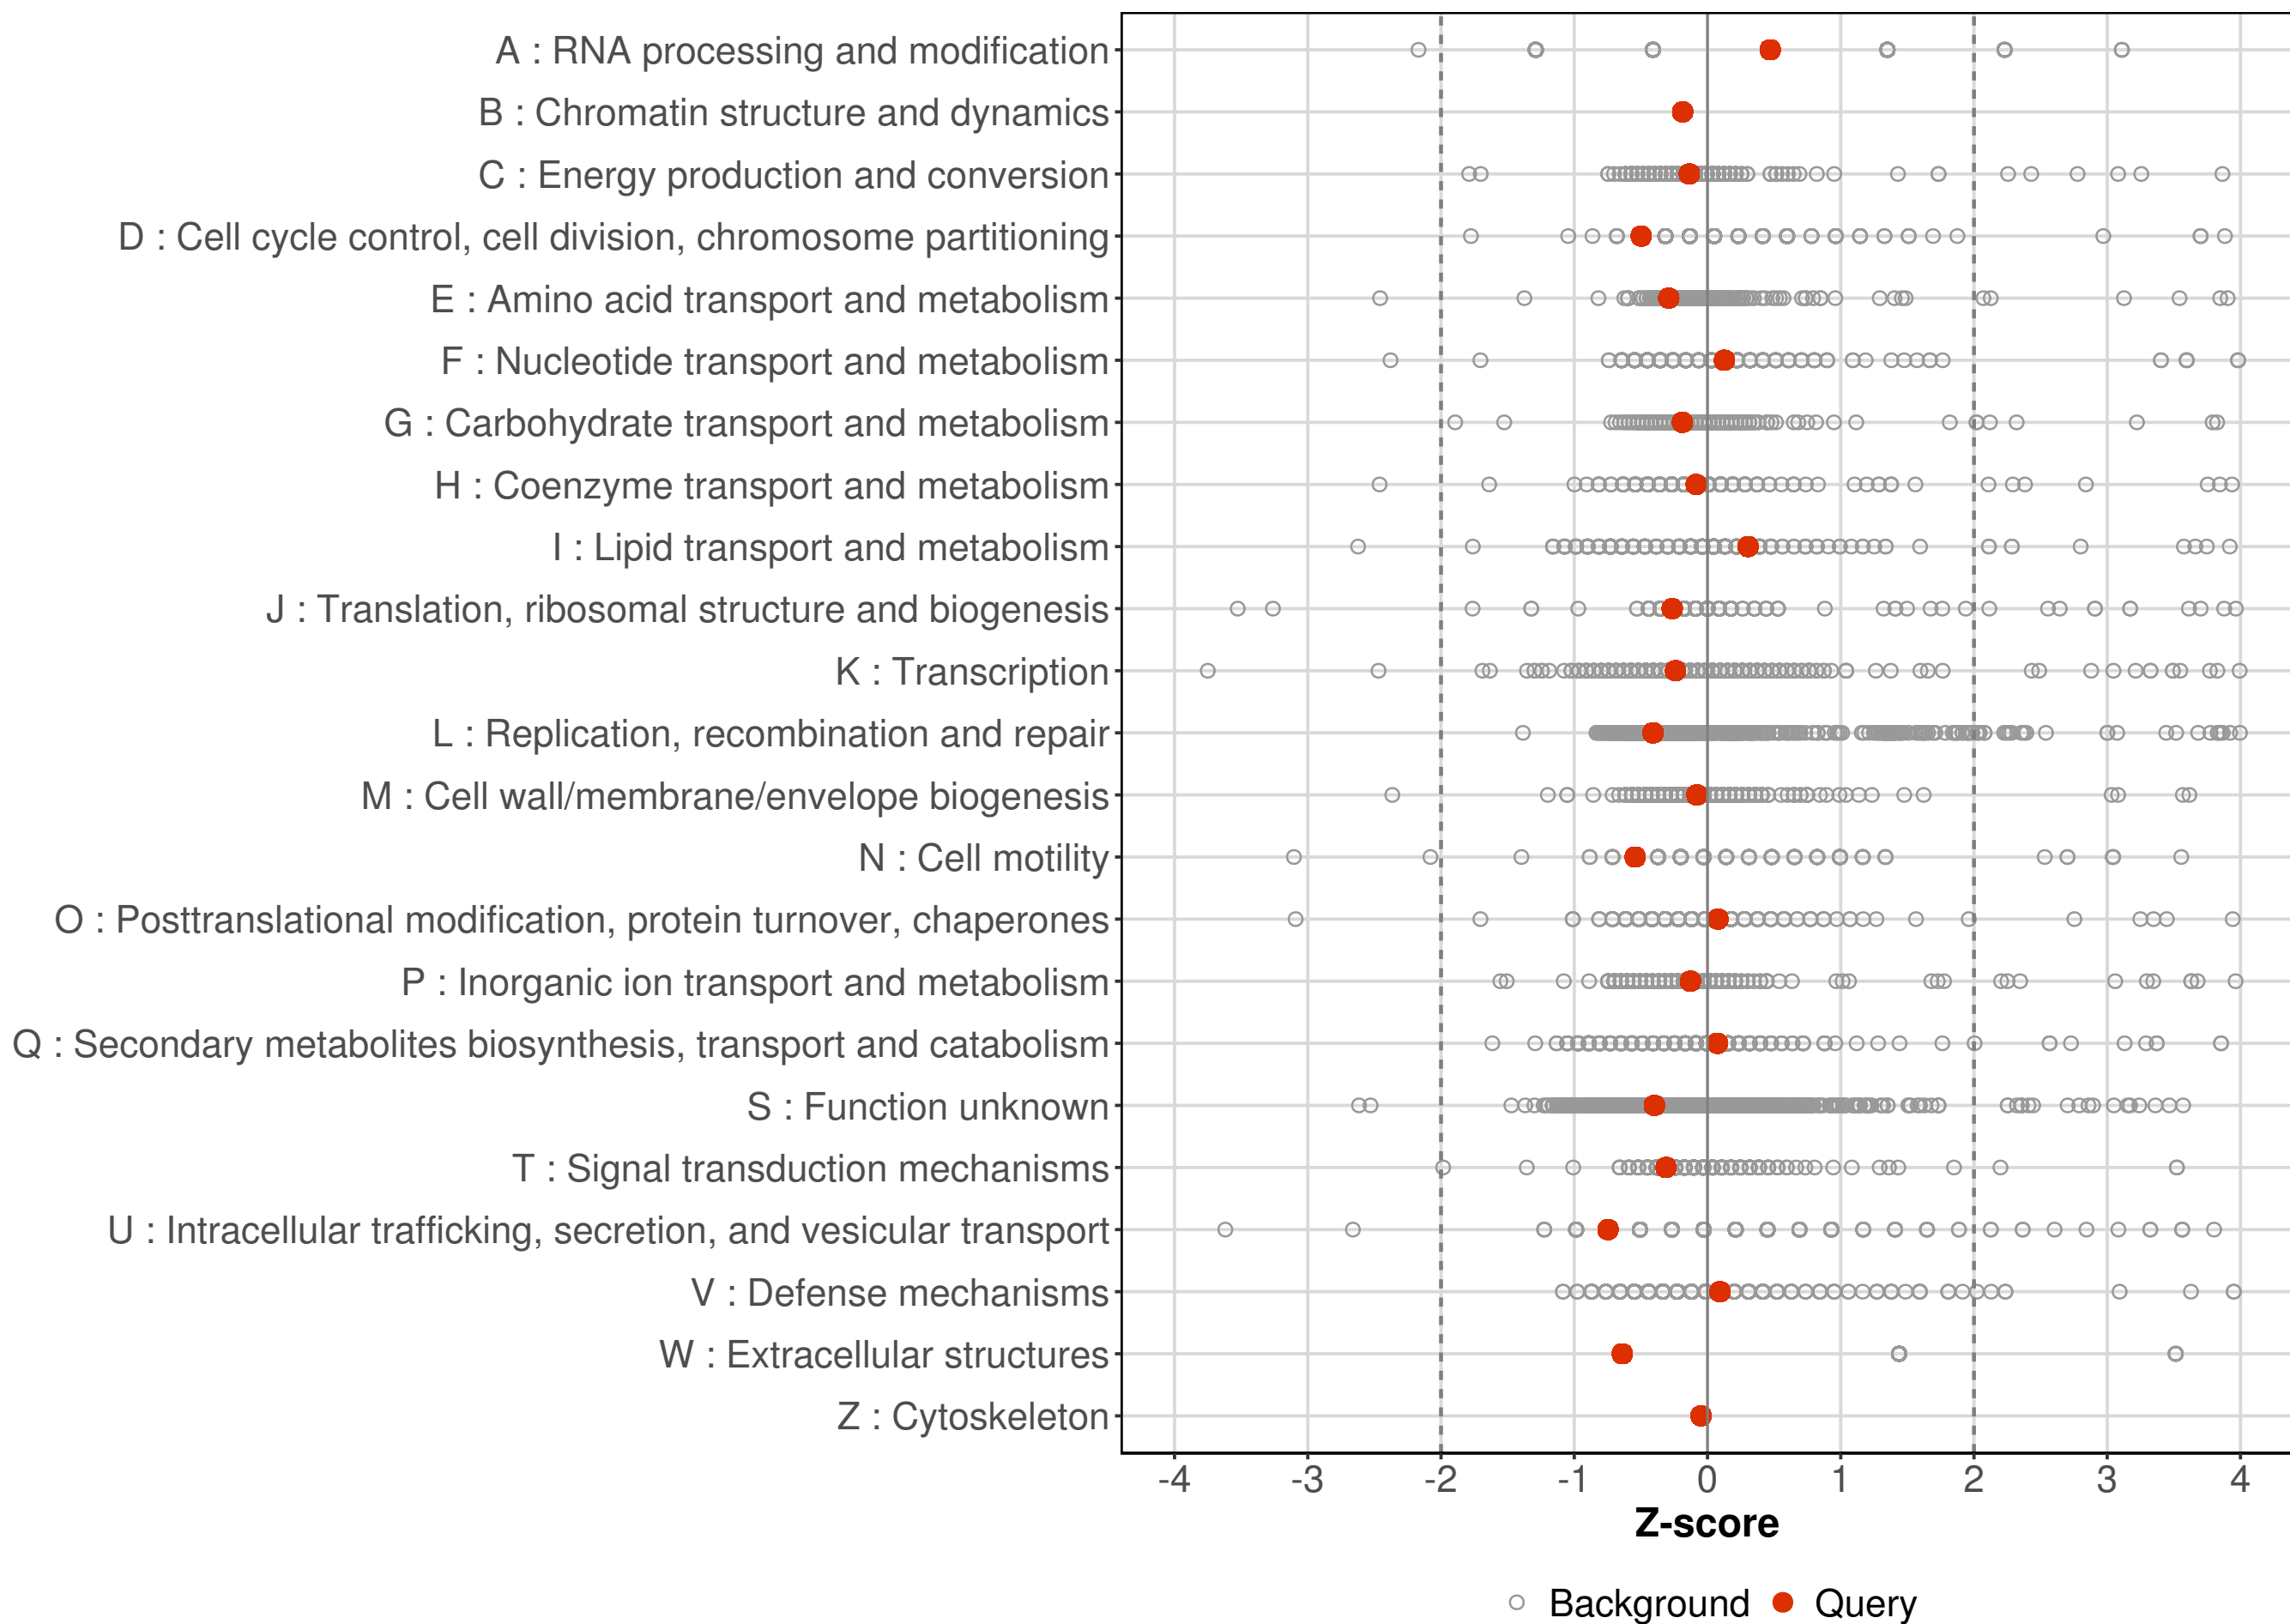 A : RNA processing and modification
B : Chromatin structure and dynamics
C : Energy production and conversion
D : Cell cycle control, cell division, chromosome partitioning
E : Amino acid transport and metabolism
F : Nucleotide transport and metabolism
G : Carbohydrate transport and metabolism
H : Coenzyme transport and metabolism
I : Lipid transport and metabolism
J : Translation, ribosomal structure and biogenesis
K : Transcription
L : Replication, recombination and repair
M : Cell wall/membrane/envelope biogenesis
N : Cell motility
O : Posttranslational modification, protein turnover, chaperones
P : Inorganic ion transport and metabolism
Q : Secondary metabolites biosynthesis, transport and catabolism
S : Function unknown
T : Signal transduction mechanisms
U : Intracellular trafficking, secretion, and vesicular transport
V : Defense mechanisms
W : Extracellular structures
Z : Cytoskeleton
-4 -3 -2 -1 0 1 2 3 4
Z-score
Background Query